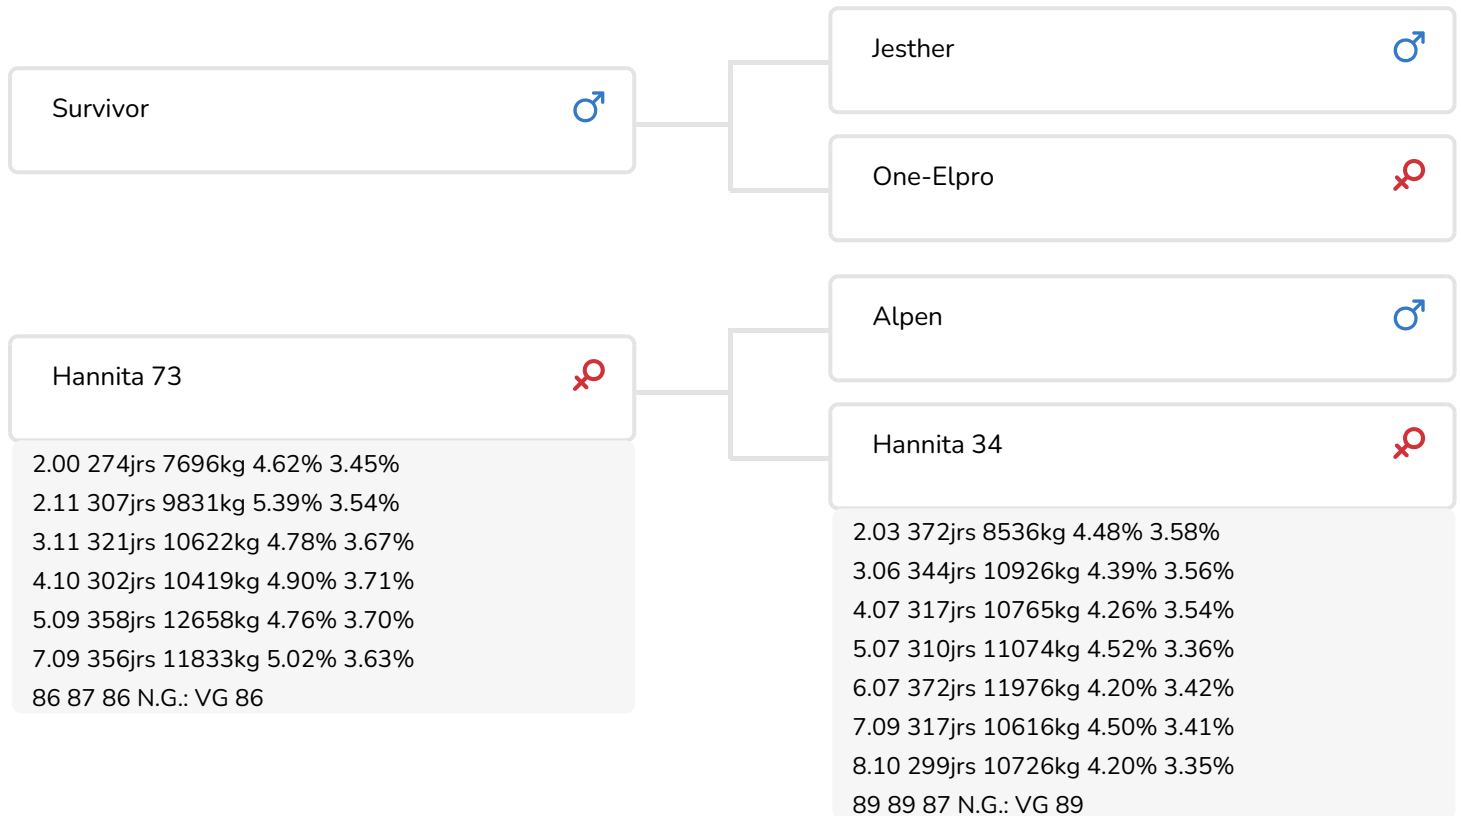 Survivor
Hannita 73
2.00 274jrs 7696kg 4.62% 3.45%
2.11 307jrs 9831kg 5.39% 3.54%
3.11 321jrs 10622kg 4.78% 3.67%
4.10 302jrs 10419kg 4.90% 3.71%
5.09 358jrs 12658kg 4.76% 3.70%
7.09 356jrs 11833kg 5.02% 3.63%
86 87 86 N.G.: VG 86
Jesther
One-Elpro
Alpen
Hannita 34
2.03 372jrs 8536kg 4.48% 3.58%
3.06 344jrs 10926kg 4.39% 3.56%
4.07 317jrs 10765kg 4.26% 3.54%
5.07 310jrs 11074kg 4.52% 3.36%
6.07 372jrs 11976kg 4.20% 3.42%
7.09 317jrs 10616kg 4.50% 3.41%
8.10 299jrs 10726kg 4.20% 3.35%
89 89 87 N.G.: VG 89